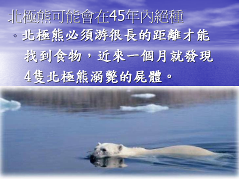 北極熊可能會在45年內絕種
。北極熊必須游很長的距離才能
找到食物，近來一個月就發現
4隻北極熊溺斃的屍體。